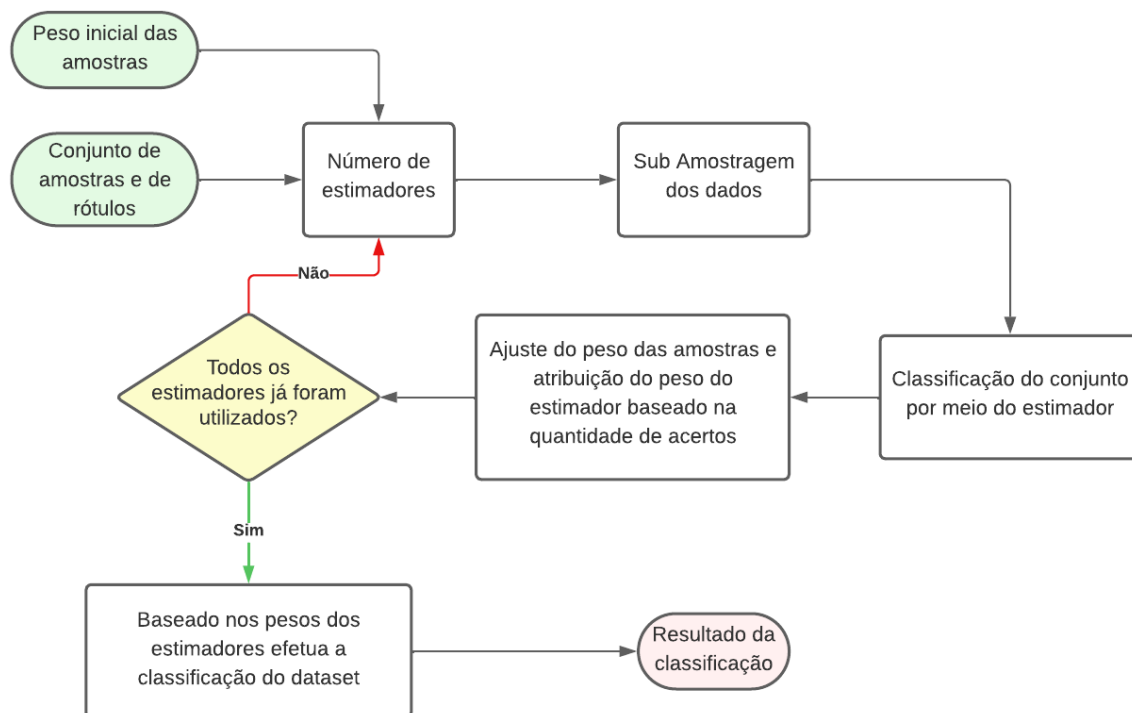 Peso inicial das
amostras
Conjunto de
amostras e de
rótulos
Número de
estimadores
Sub Amostragem
dos dados
Não
Todos os
estimadores já foram
utilizados?
Ajuste do peso das amostras e
atribuição do peso do
estimador baseado na
quantidade de acertos
Classificação do conjunto
por meio do estimador
Sim
Baseado nos pesos dos
estimadores efetua a
classificação do dataset
Resultado da
classificação